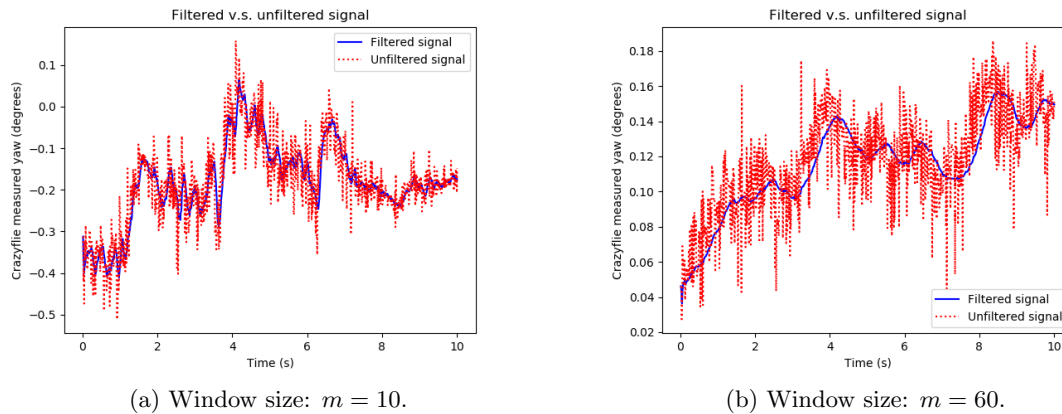 Filtered v.s. unfiltered signal
Filtered signal
Unfiltered signal
Crazyflie measured yaw (degrees)
0.1
0.0
−0.1
−0.2
−0.3
−0.4
−0.5
0 2 4 6 8 10
Time (s)
(a) Window size: m = 10.
Filtered v.s. unfiltered signal
Crazyflie measured yaw (degrees)
0.18
0.16
0.14
0.12
0.10
0.08
0.06
0.04
0.02
Filtered signal
Unfiltered signal
0 2 4 6 8 10
Time (s)
(b) Window size: m = 60.